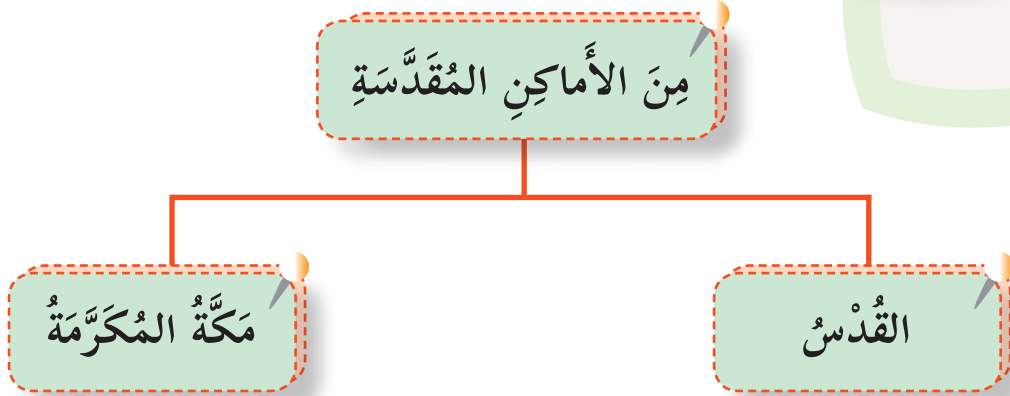 مِنَ الأَماكِنِ المُقَدَّسَةِ
القُدْسُ
مَكَّةُ المُكَرَّمَةُ